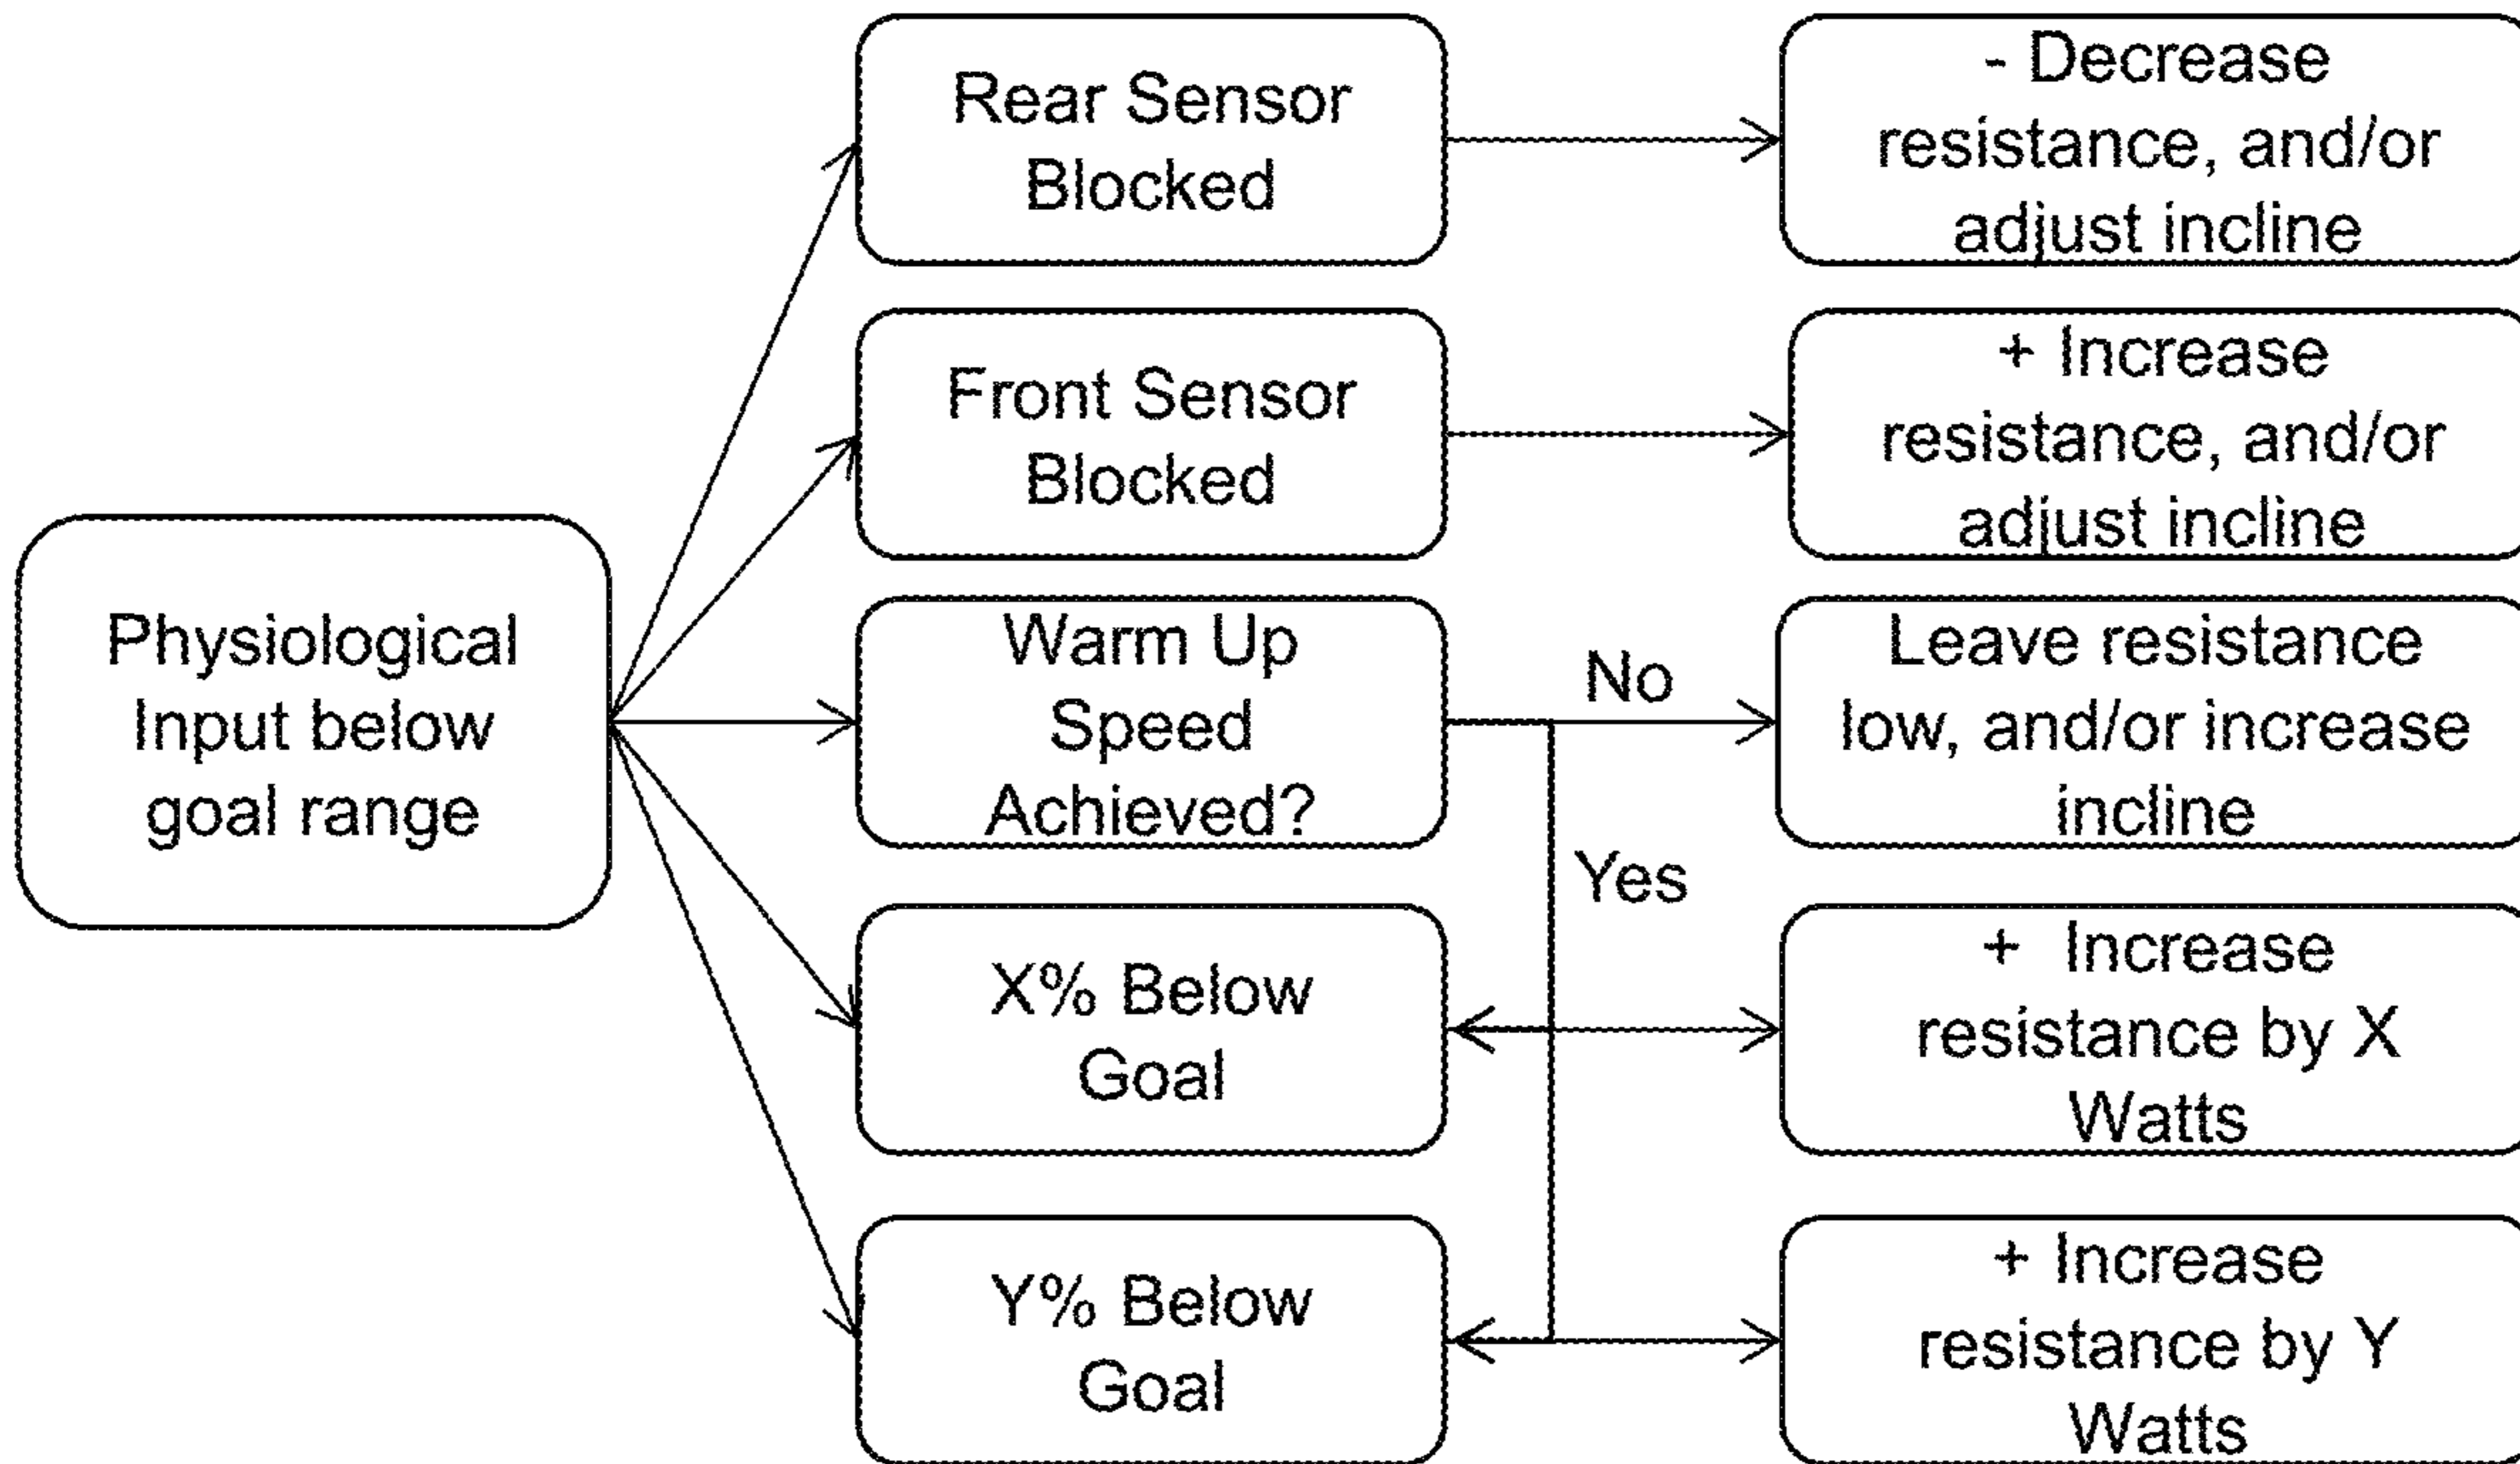 Rear Sensor
Blocked
- Decrease
resistance, and/or
adjust incline
Front Sensor
Blocked
+ Increase
resistance, and/or
adjust incline
Physiological
Input below
goal range
Warm Up
Speed
Achieved?
No
Leave resistance
low, and/or increase
incline
Yes
X% Below
Goal
+ Increase
resistance by X
Watts
Y% Below
Goal
+ Increase
resistance by Y
Watts